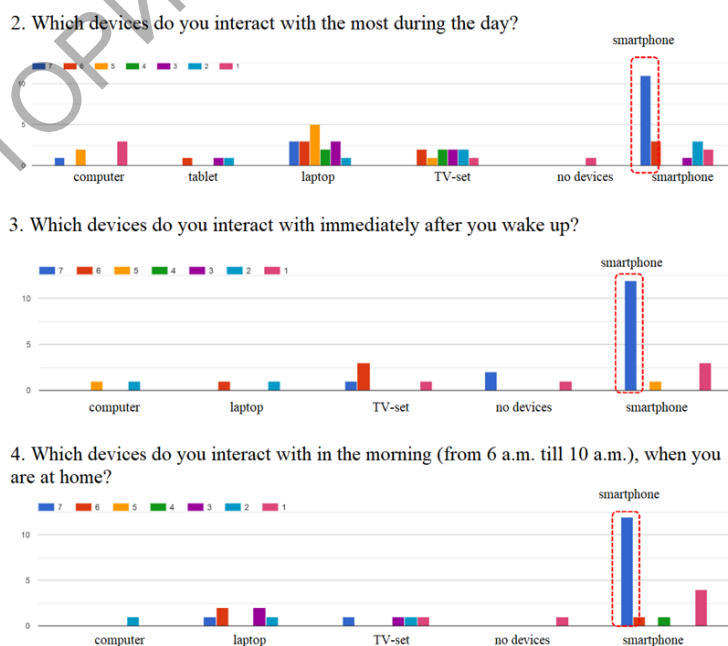 ТОРИ
2. Which devices do you interact with the most during the day?
smartphone
7 6 5 4 3 2 1
10
5
0
computer tablet laptop TV-set no devices smartphone
3. Which devices do you interact with immediately after you wake up?
smartphone
7 6 5 4 3 2 1
10
5
0
computer laptop TV-set no devices smartphone
4. Which devices do you interact with in the morning (from 6 a.m. till 10 a.m.), when you
are at home?
smartphone
7 6 5 4 3 2 1
10
5
0
computer laptop TV-set no devices smartphone